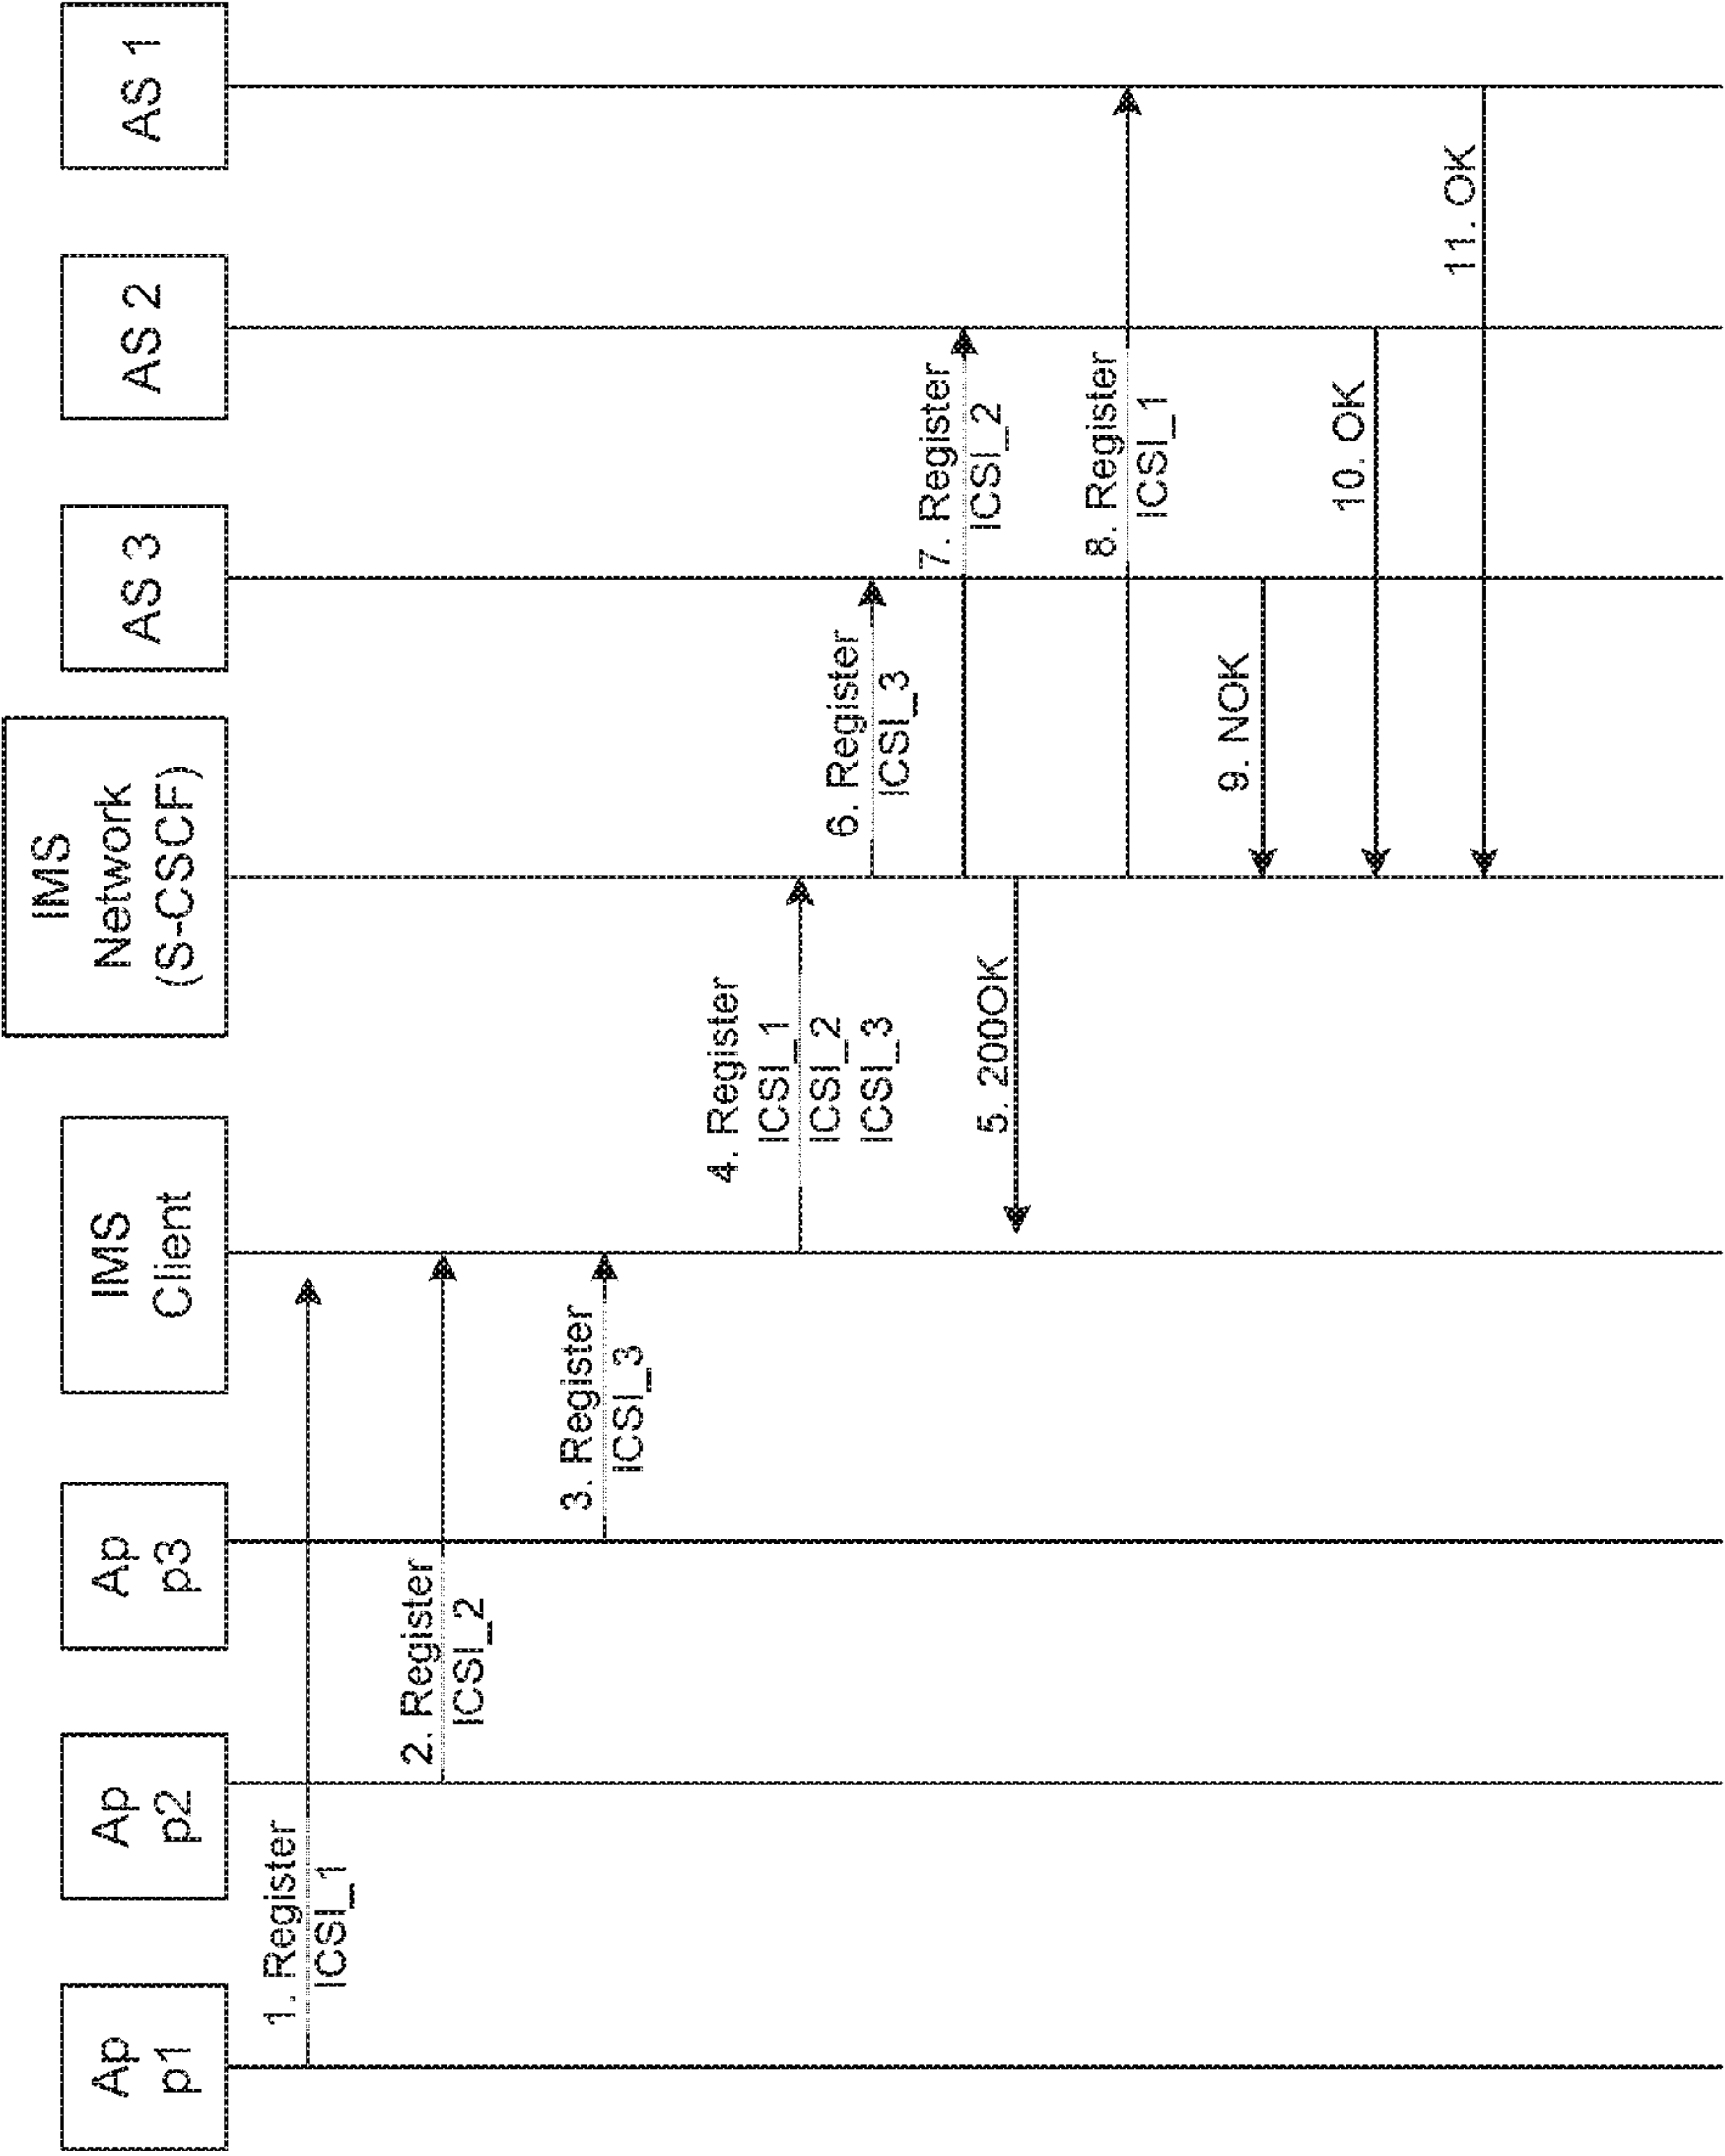 Ap
p1
Ap
p2
Ap
p3
IMS
Client
IMS
Network
(S-CSCF)
AS 3
AS 2
AS 1
1. Register
ICSI_1
2. Register
ICSI_2
3. Register
ICSI_3
4. Register
ICSI_1
ICSI_2
ICSI_3
6. Register
ICSI_3
7. Register
ICSI_2
5. 200OK
8. Register
ICSI_1
9. NOK
10. OK
11. OK